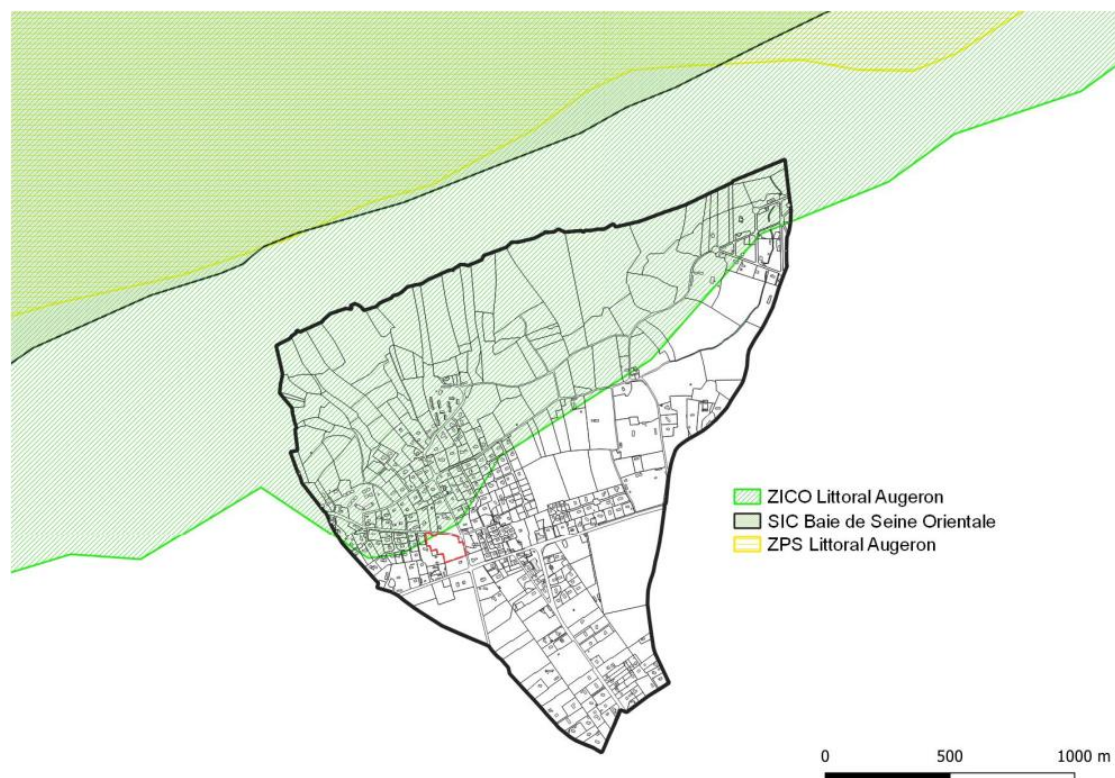 ZICO Littoral Augeron
SIC Baie de Seine Orientale
ZPS Littoral Augeron
0 500 1000 m